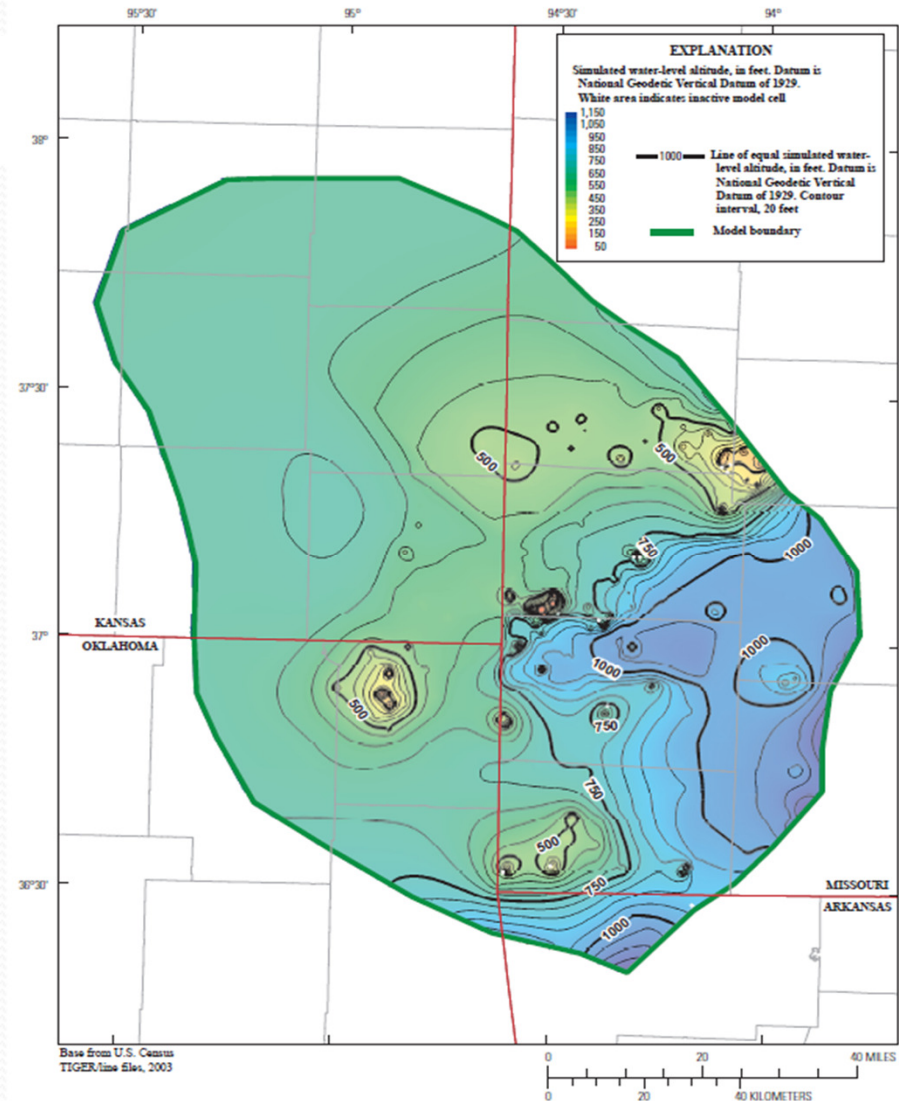 95°30'
95°
94°30'
94°
EXPLANATION
Simulated water-level altitude, in feet. Datum is
National Geodetic Vertical Datum of 1929.
White area indicates inactive model cell
1,150
1,050
950
850
750
650
550
450
350
250
150
50
1000
Line of equal simulated water-
level altitude, in feet. Datum is
National Geodetic Vertical
Datum of 1929. Contour
interval, 20 feet
Model boundary
38°
37°30'
500
500
750
1000
KANSAS
37°
OKLAHOMA
1000
1000
500
750
750
500
36°30'
750
MISSOURI
ARKANSAS
1000
Base from U.S. Census
TIGER/line files, 2003
0
20
40 MILES
0
20
40 KILOMETERS